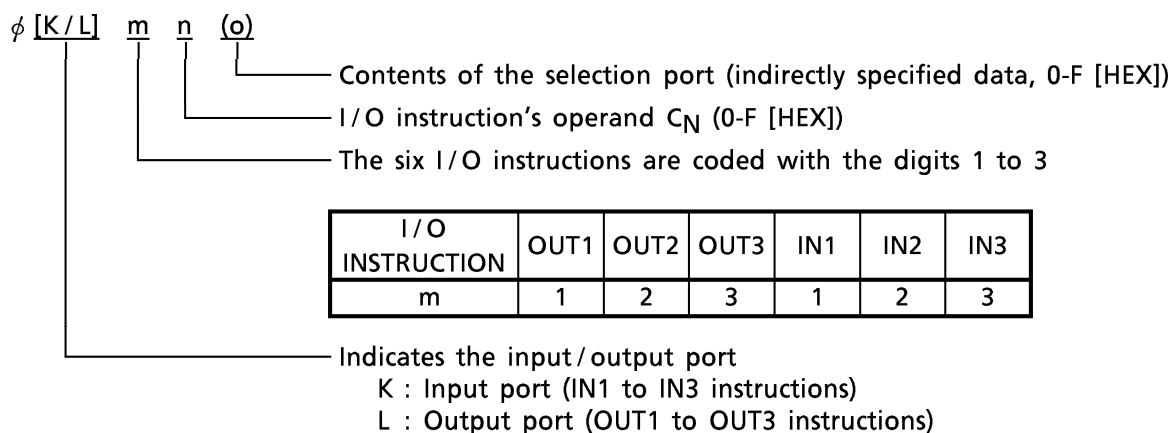 ϕ [K/L] m n (o)
Contents of the selection port (indirectly specified data, 0-F [HEX])
I/O instruction's operand CN (0-F [HEX])
The six I/O instructions are coded with the digits 1 to 3
I/O INSTRUCTION OUT1 OUT2 OUT3 IN1 IN2 IN3
m 1 2 3 1 2 3
Indicates the input/output port
K : Input port (IN1 to IN3 instructions)
L : Output port (OUT1 to OUT3 instructions)